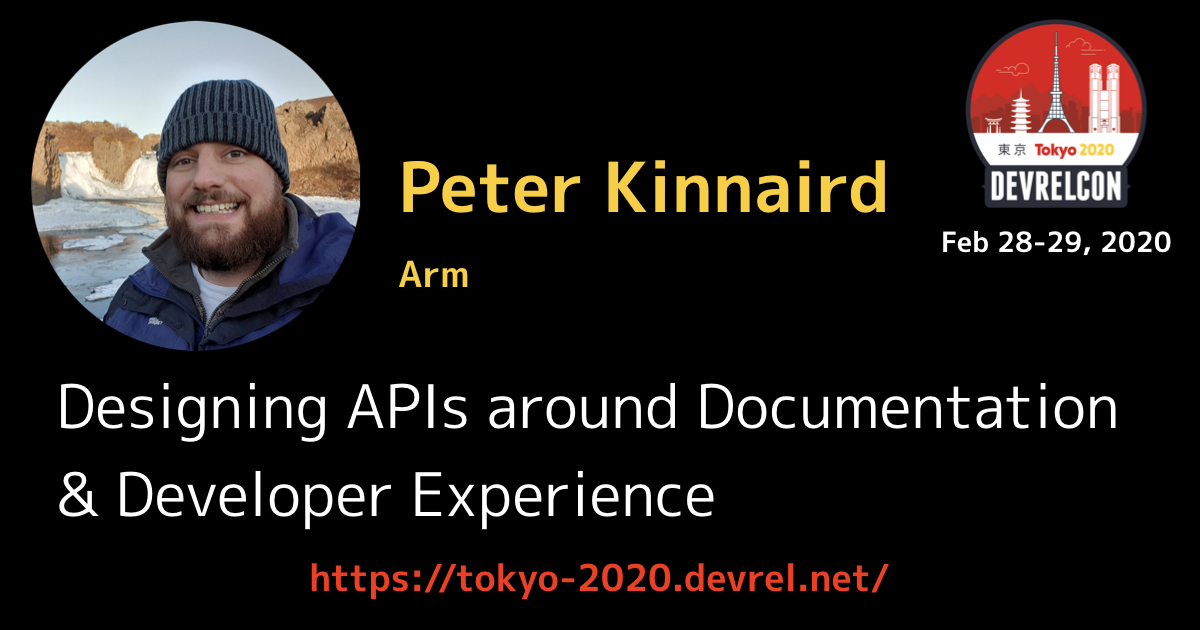 東京 Tokyo 2020
DEVRELCON
Feb 28-29, 2020
Peter Kinnaird
Arm
Designing APIs around Documentation
& Developer Experience
https://tokyo-2020.devrel.net/